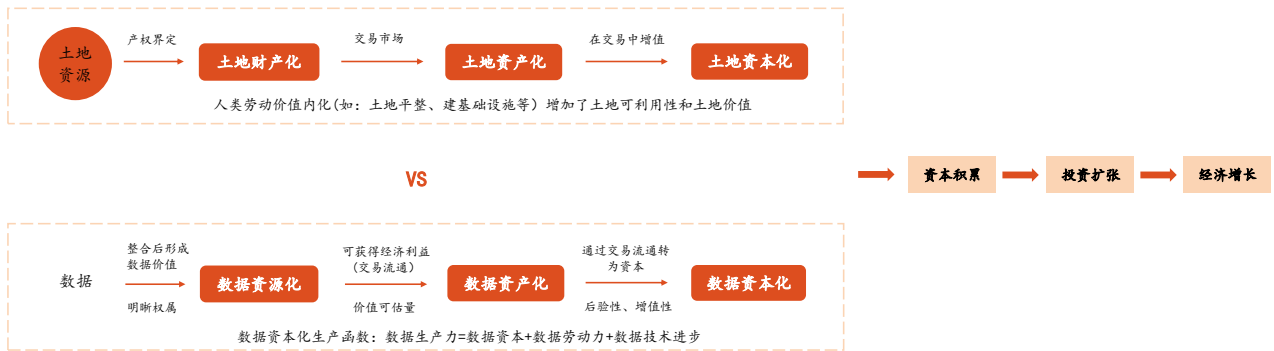 土地
资源
产权界定
土地财产化
交易市场
土地资产化
在交易中增值
土地资本化
人类劳动价值内化(如：土地平整、建基础设施等）增加了土地可利用性和土地价值
VS
资本积累
投资扩张
经济增长
数据
整合后形成
数据价值
明晰权属
数据资源化
可获得经济利益
(交易流通）
价值可估量
数据资产化
通过交易流通转
为资本
后验性、增值性
数据资本化
数据资本化生产函数：数据生产力=数据资本+数据劳动力+数据技术进步